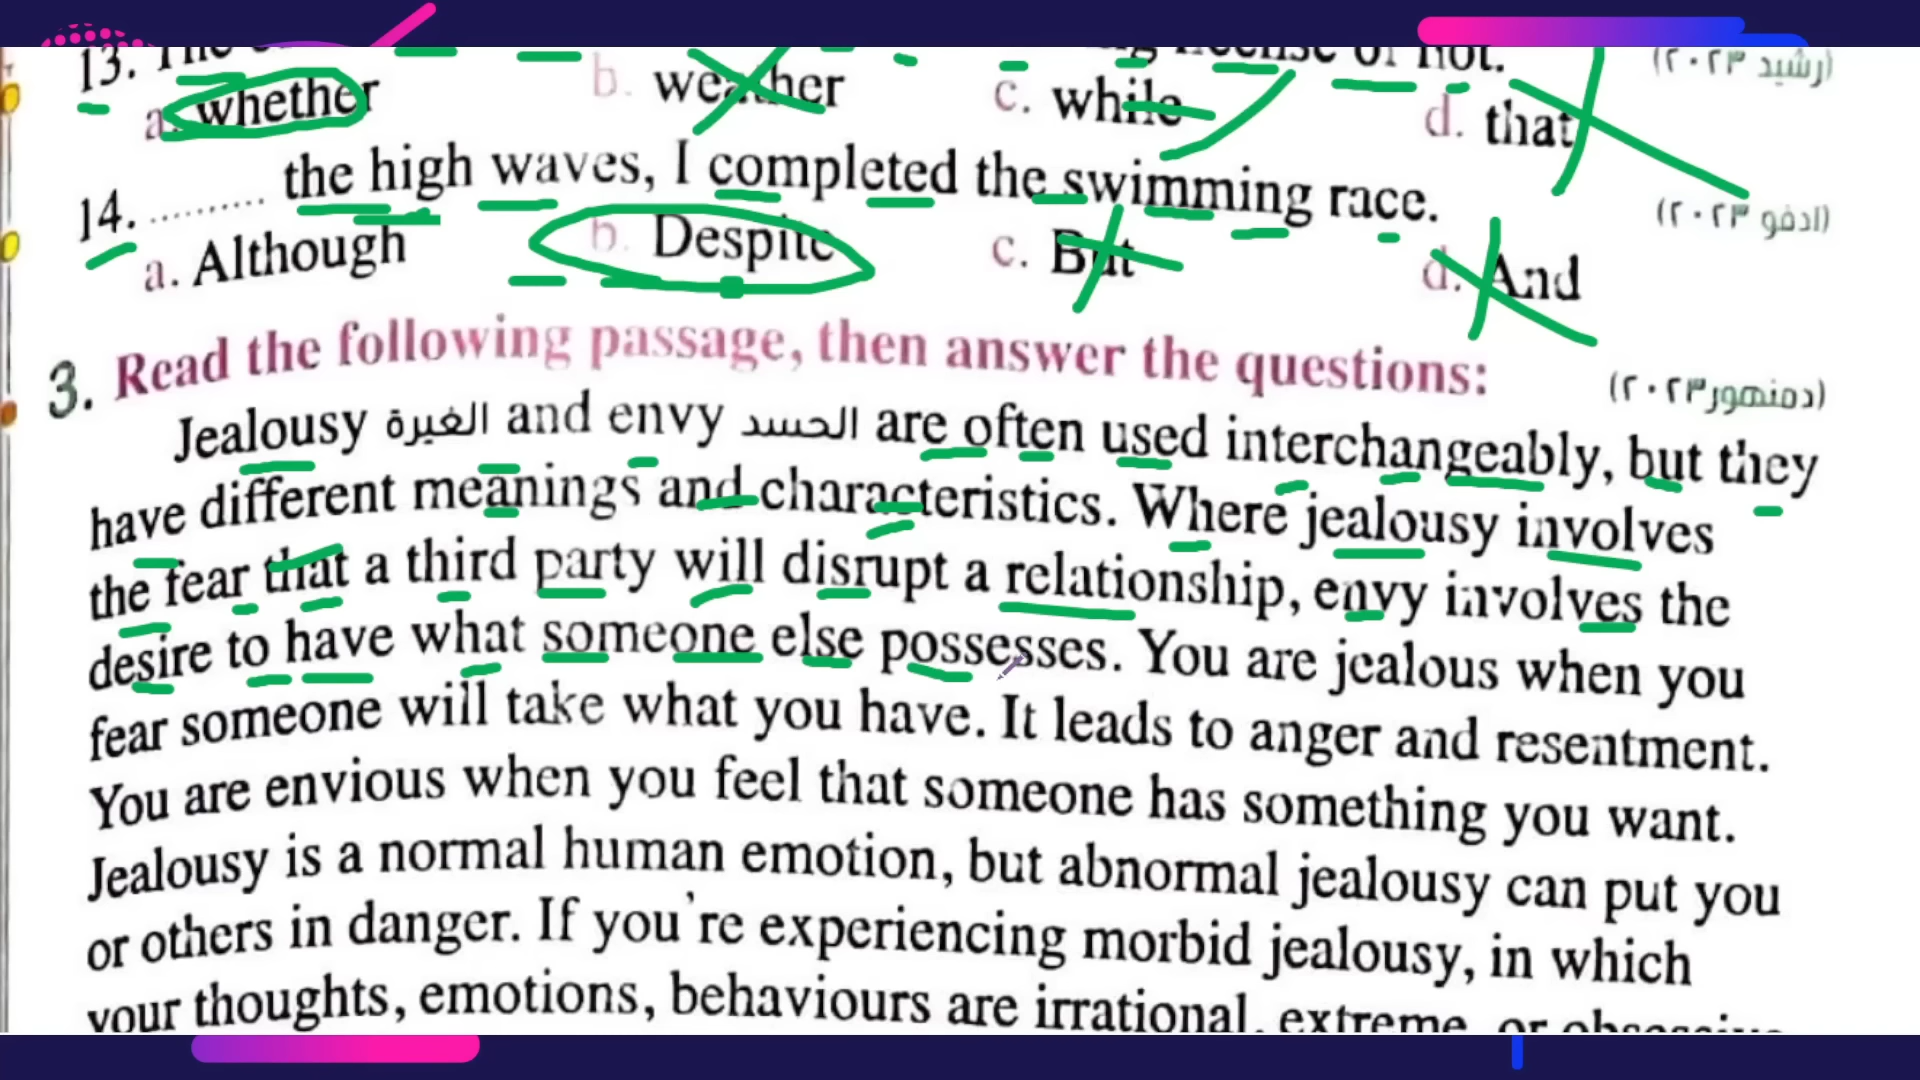 13. The
license or not. (رشيد ٢٠٢٣)
a. whether b. weather c. while d. that
14. .......... the high waves, I completed the swimming race. (ادفو ٢٠٢٣)
a. Although b. Despite c. But d. And
3. Read the following passage, then answer the questions: (دمنهور٢٠٢٣)
Jealousy الغيرة and envy الحسد are often used interchangeably, but they
have different meanings and characteristics. Where jealousy involves
the fear that a third party will disrupt a relationship, envy involves the
desire to have what someone else possesses. You are jealous when you
fear someone will take what you have. It leads to anger and resentment.
You are envious when you feel that someone has something you want.
Jealousy is a normal human emotion, but abnormal jealousy can put you
or others in danger. If you're experiencing morbid jealousy, in which
your thoughts, emotions, behaviours are irrational, extreme, or obsessive